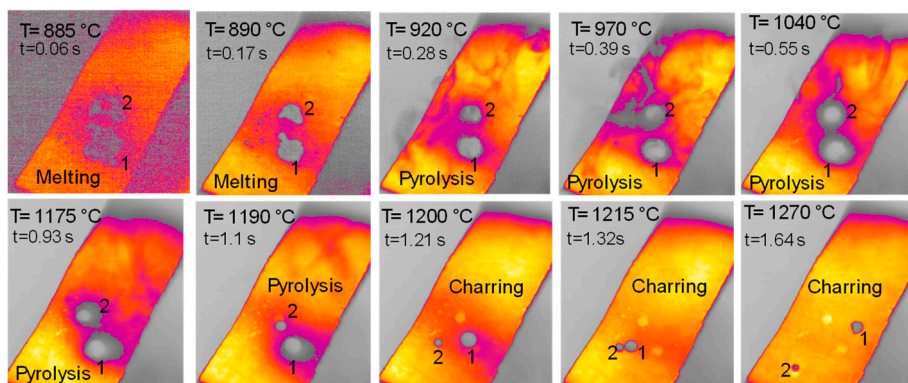 T= 885 °C
t=0.06 s
2
1
Melting
T= 890 °C
t=0.17 s
2
1
Melting
T= 920 °C
t=0.28 s
2
1
Pyrolysis
T= 970 °C
t=0.39 s
2
1
Pyrolysis
T= 1040 °C
t=0.55 s
2
1
Pyrolysis
T= 1175 °C
t=0.93 s
2
1
Pyrolysis
T= 1190 °C
t=1.1 s
Pyrolysis
2
1
T= 1200 °C
t=1.21 s
Charring
2
1
T= 1215 °C
t=1.32s
Charring
2
1
T= 1270 °C
t=1.64 s
Charring
1
2